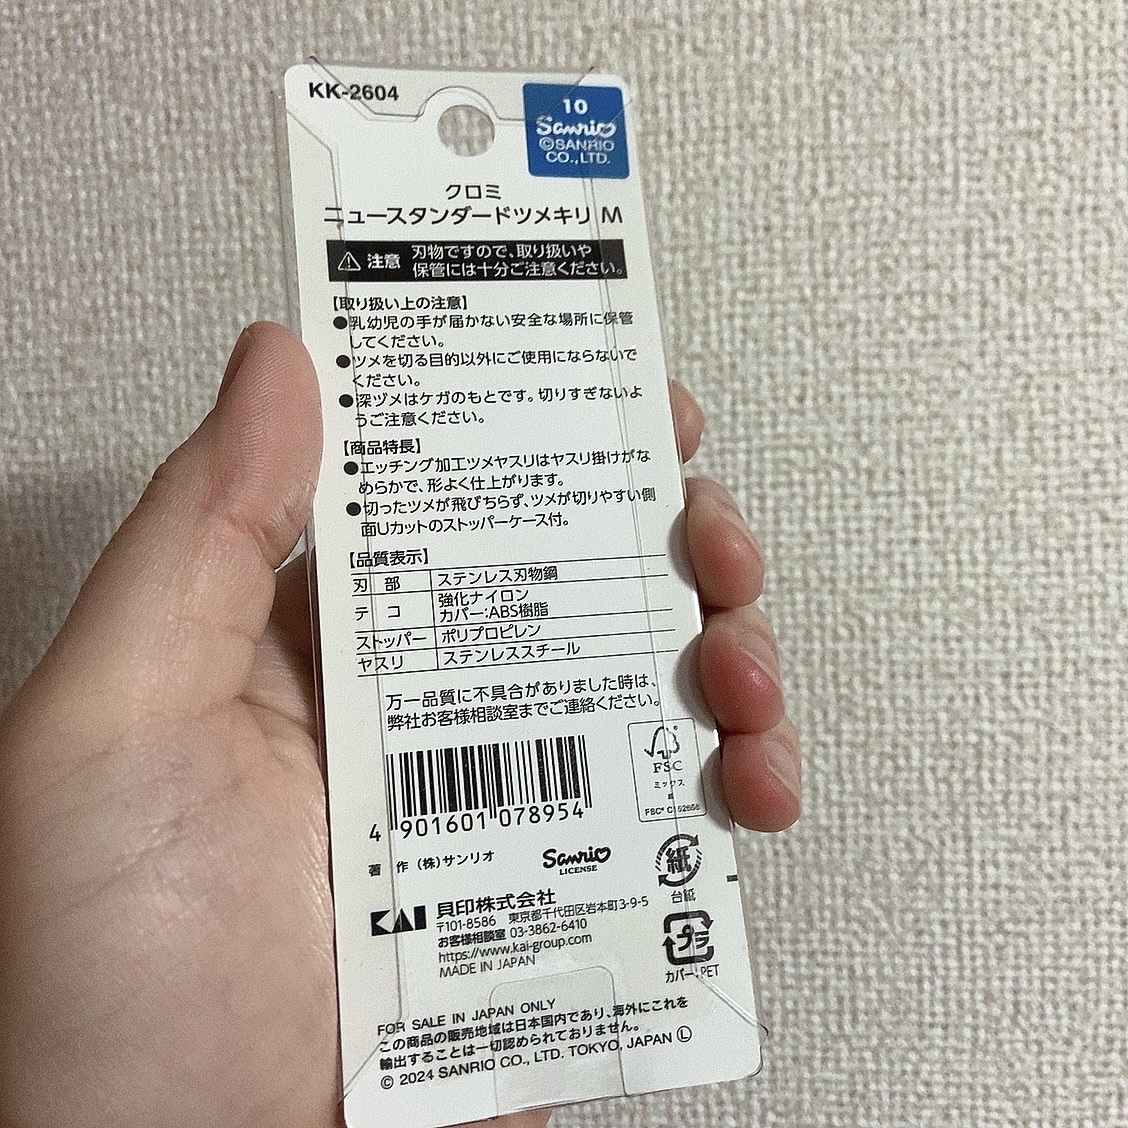 KK-2604
10
Sanrio
©SANRIO
CO.,LTD.
クロミ
ニュースタンダードツメキリ M
注意 刃物ですので、取り扱いや
保管には十分ご注意ください。
【取り扱い上の注意】
●乳幼児の手が届かない安全な場所に保管
してください。
●ツメを切る目的以外にご使用にならないで
ください。
●深ヅメはケガのもとです。切りすぎないよ
うご注意ください。
【商品特長】
●エッチング加工ツメヤスリはヤスリ掛けがな
めらかで、形よく仕上がります。
●切ったツメが飛びちらず、ツメが切りやすい側
面Uカットのストッパーケース付。
【品質表示】
刃 部 ステンレス刃物鋼
テ コ 強化ナイロン
カバー:ABS樹脂
ストッパー ポリプロピレン
ヤスリ ステンレススチール
万一品質に不具合がありました時は、
弊社お客様相談室までご連絡ください。
FSC
ミックス
紙
FSC®
4 901601 078954
著 作 (株)サンリオ
Sanrio
LICENSE
紙
台紙
KAI 貝印株式会社
〒101-8586 東京都千代田区岩本町3-9-5
お客様相談室 03-3862-6410
https://www.kai-group.com
MADE IN JAPAN
プラ
カバー:PET
FOR SALE IN JAPAN ONLY
この商品の販売地域は日本国内であり、海外にこれを
輸出することは一切認められておりません。
© 2024 SANRIO CO., LTD. TOKYO, JAPAN Ⓛ